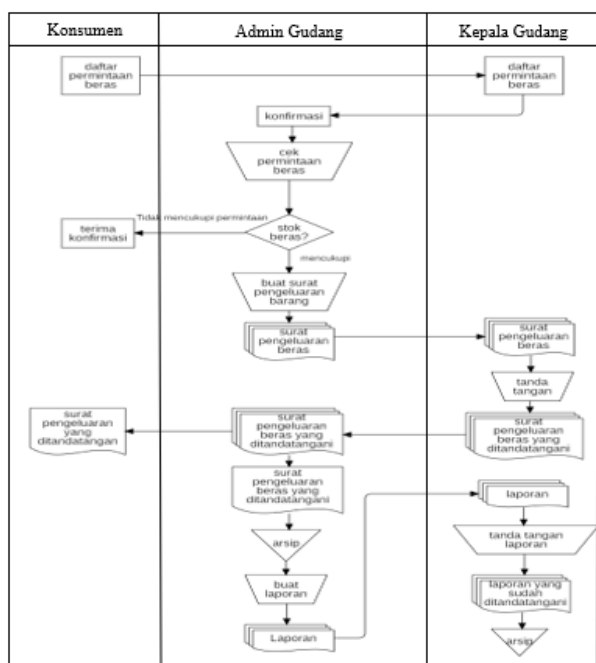 Konsumen
Admin Gudang
Kepala Gudang
daftar
permintaan
beras
daftar
permintaan
beras
konfirmasi
cek
permintaan
beras
Tidak mencukupi permintaan
terima
konfirmasi
stok
beras?
mencukupi
buat surat
pengeluaran
barang
surat
pengeluaran
beras
surat
pengeluaran
beras
tanda
tangan
surat
pengeluaran
yang
ditandatangan
surat
pengeluaran
beras yang
ditandatangani
surat
pengeluaran
beras yang
ditandatangani
surat
pengeluaran
beras yang
ditandatangani
laporan
arsip
tanda tangan
laporan
buat
laporan
laporan yang
sudah
ditandatangani
Laporan
arsip